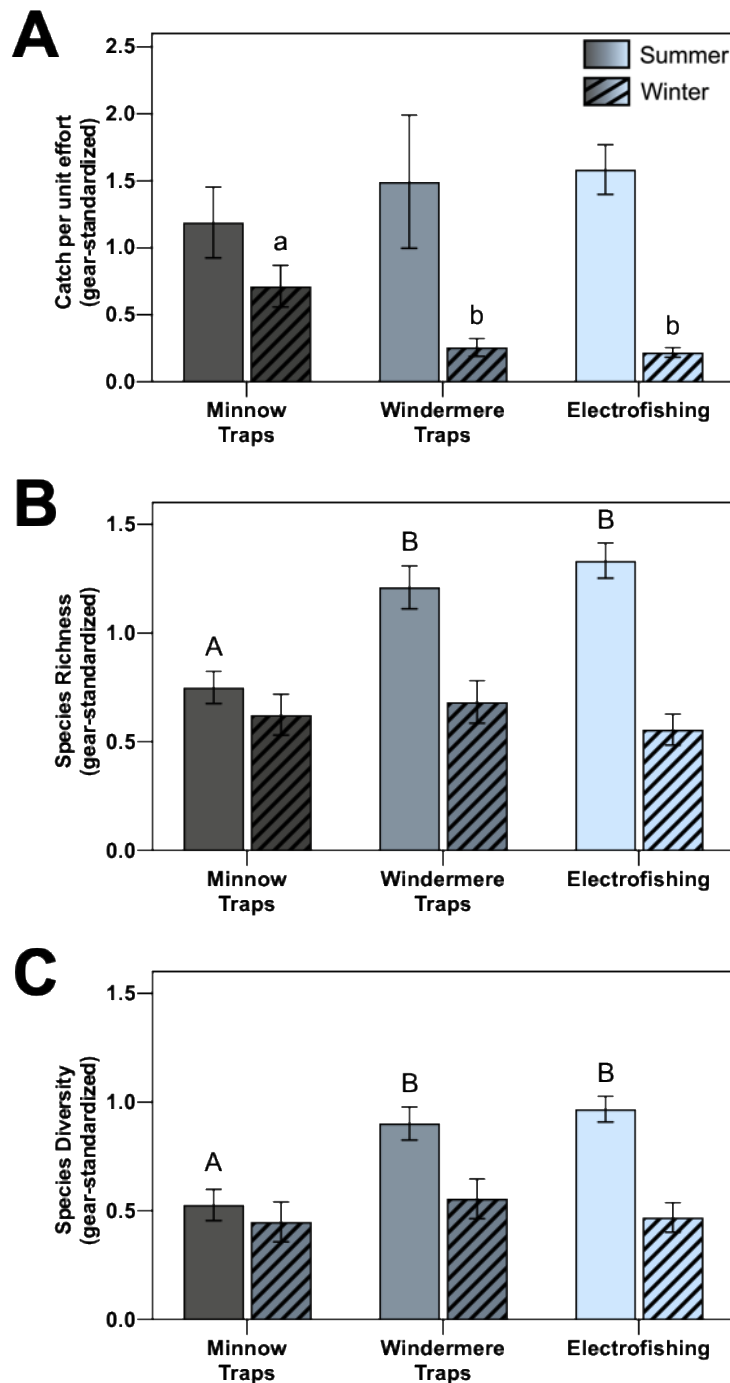 A
Catch per unit effort
(gear-standardized)
2.5
2.0
1.5
1.0
0.5
0.0
Summer
Winter
a
b
b
Minnow
Traps
Windermere
Traps
Electrofishing
B
Species Richness
(gear-standardized)
1.5
1.0
0.5
0.0
A
B
B
Minnow
Traps
Windermere
Traps
Electrofishing
C
Species Diversity
(gear-standardized)
1.5
1.0
0.5
0.0
A
B
B
Minnow
Traps
Windermere
Traps
Electrofishing